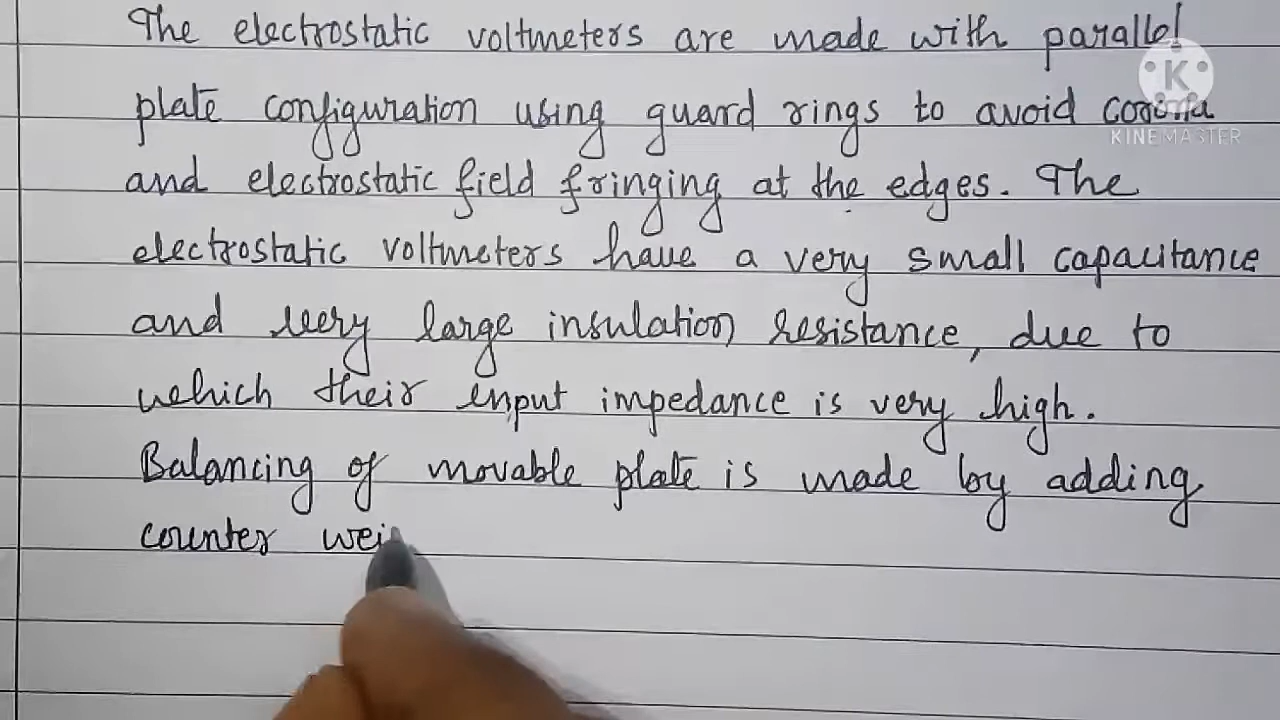 The electrostatic voltmeters are made with parallel
plate configuration using guard rings to avoid corona
and electrostatic field fringing at the edges. The
electrostatic voltmeters have a very small capacitance
and very large insulation resistance, due to
which their input impedance is very high.
Balancing of movable plate is made by adding
counter wei
K
KINEMASTER